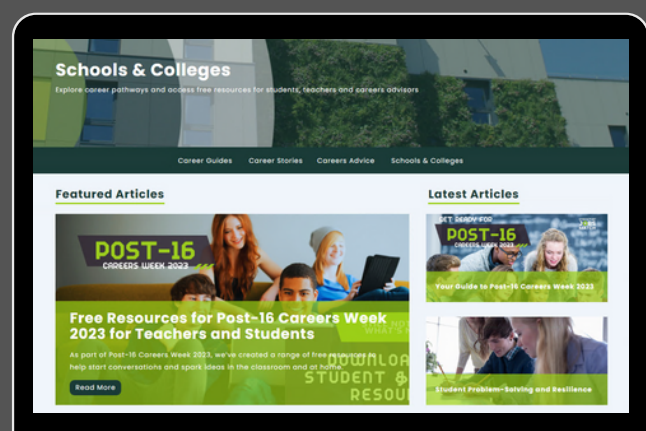 Schools & Colleges
Explore career pathways and access free resources for students, teachers and careers advisors
Career Guides Career Stories Careers Advice Schools & Colleges
Featured Articles
POST-16
CAREERS WEEK 2023
Free Resources for Post-16 Careers Week
2023 for Teachers and Students
As part of Post-16 Careers Week 2023, we've created a range of free resources to
help start conversations and spark ideas in the classroom and at home.
Read More
STUDENT &
Latest Articles
GET READY FOR
POST-16
CAREERS WEEK 2023
Your Guide to Post-16 Careers Week 2023
Student Problem-Solving and Resilience